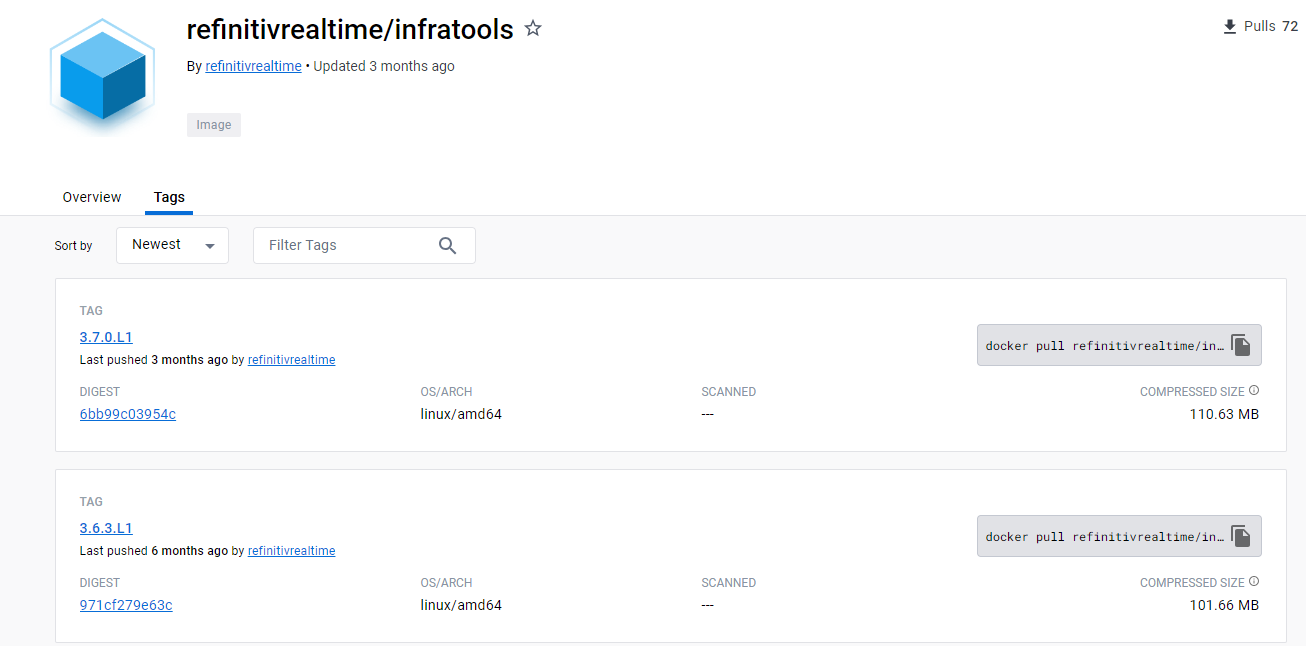 refinitivrealtime/infratools
Pulls 72
By refinitivrealtime • Updated 3 months ago
Image
Overview Tags
Sort by Newest Filter Tags
TAG
3.7.0.L1
Last pushed 3 months ago by refinitivrealtime
docker pull refinitivrealtime/in...
DIGEST OS/ARCH SCANNED COMPRESSED SIZE
6bb99c03954c linux/amd64 --- 110.63 MB
TAG
3.6.3.L1
Last pushed 6 months ago by refinitivrealtime
docker pull refinitivrealtime/in...
DIGEST OS/ARCH SCANNED COMPRESSED SIZE
971cf279e63c linux/amd64 --- 101.66 MB